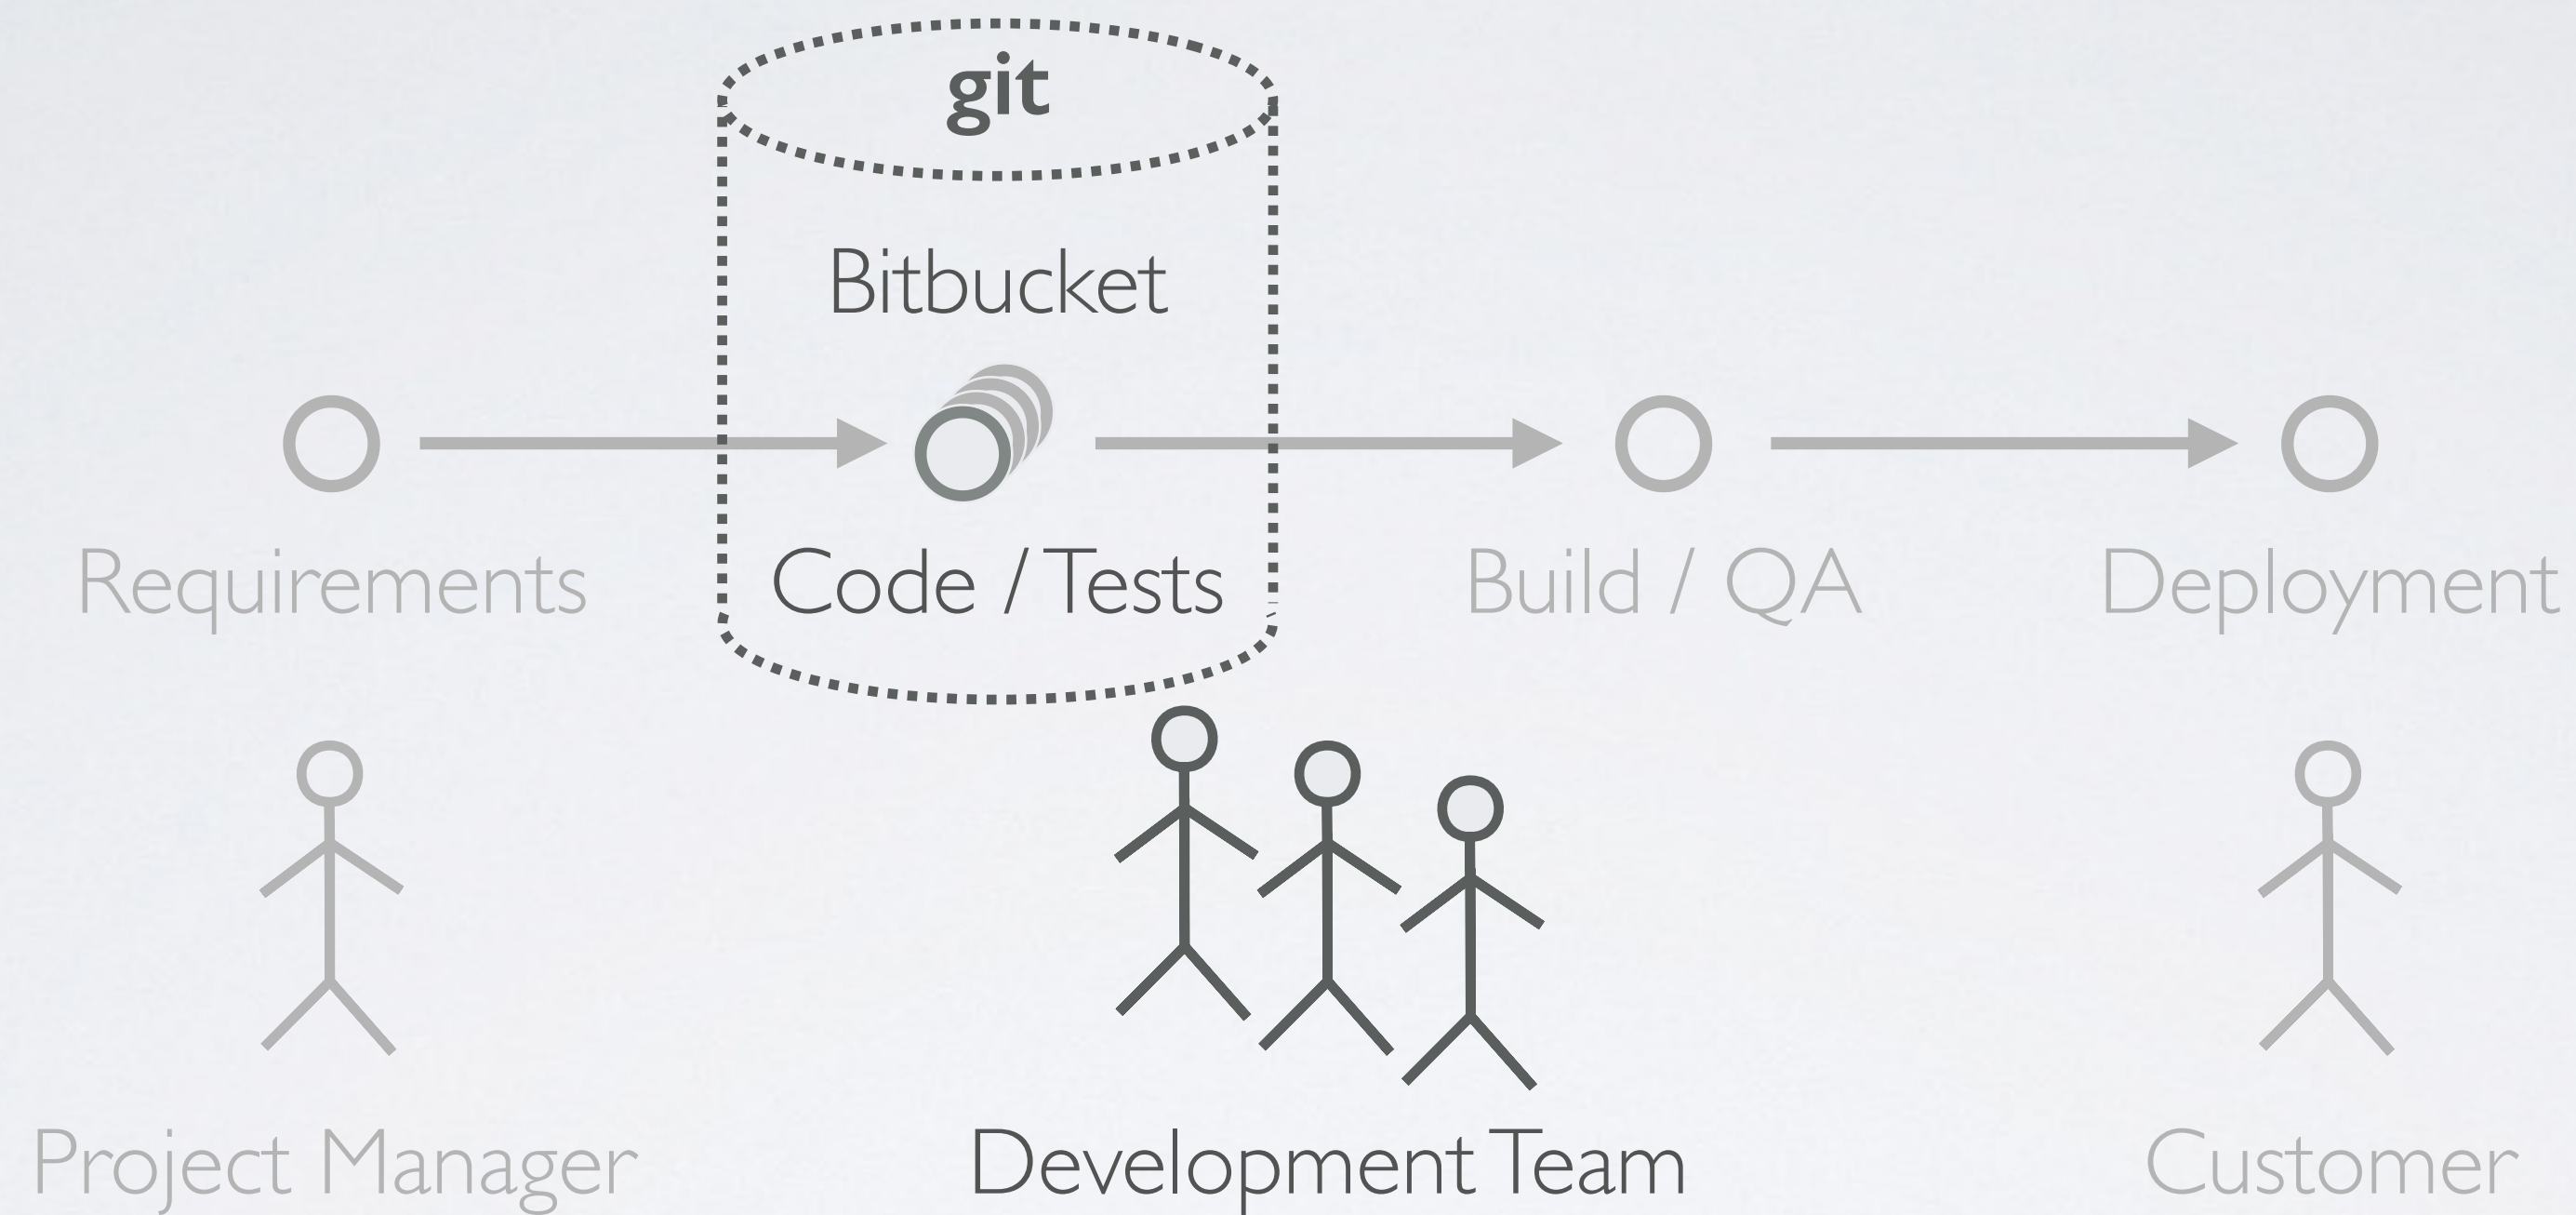 git
Bitbucket
Requirements
Code / Tests
Build / QA
Deployment
Project Manager
Development Team
Customer